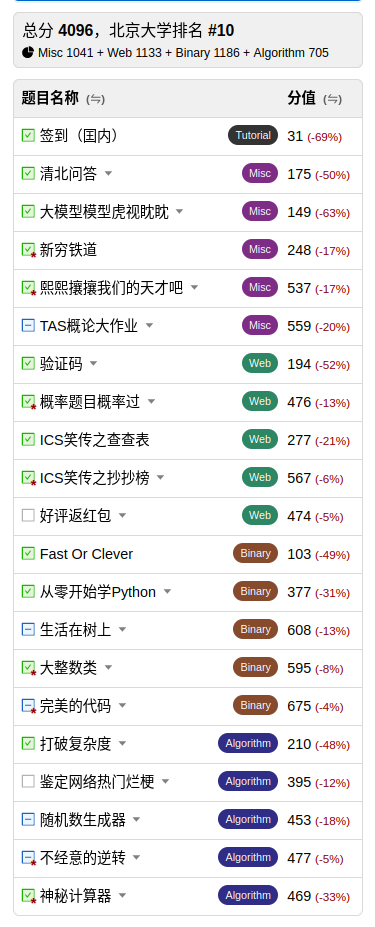 总分 4096，北京大学排名 #10
Misc 1041 + Web 1133 + Binary 1186 + Algorithm 705
题目名称 (⇋) 分值 (⇋)
签到（国内） Tutorial 31 (-69%)
清北问答 Misc 175 (-50%)
大模型模型虎视眈眈 Misc 149 (-63%)
新穷铁道 Misc 248 (-17%)
熙熙攘攘我们的天才吧 Misc 537 (-17%)
TAS概论大作业 Misc 559 (-20%)
验证码 Web 194 (-52%)
概率题目概率过 Web 476 (-13%)
ICS笑传之查查表 Web 277 (-21%)
ICS笑传之抄抄榜 Web 567 (-6%)
好评返红包 Web 474 (-5%)
Fast Or Clever Binary 103 (-49%)
从零开始学Python Binary 377 (-31%)
生活在树上 Binary 608 (-13%)
大整数类 Binary 595 (-8%)
完美的代码 Binary 675 (-4%)
打破复杂度 Algorithm 210 (-48%)
鉴定网络热门烂梗 Algorithm 395 (-12%)
随机数生成器 Algorithm 453 (-18%)
不经意的逆转 Algorithm 477 (-5%)
神秘计算器 Algorithm 469 (-33%)